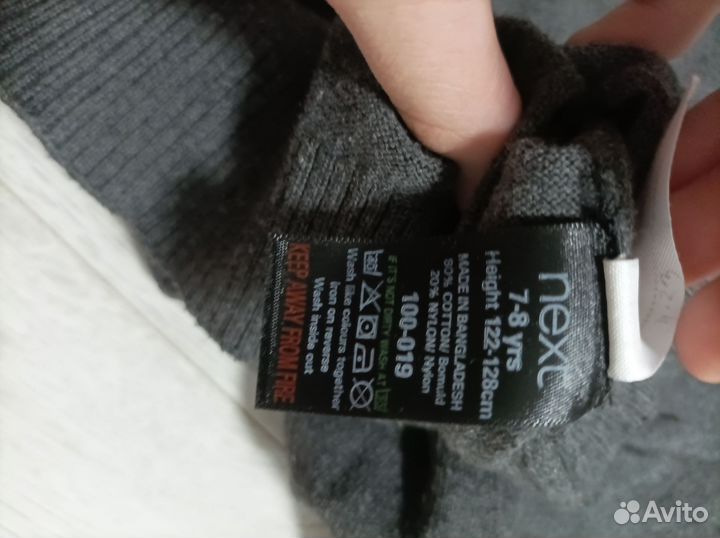 next
7-8 yrs
Height 122-128cm
MADE IN BANGLADESH
80% COTTON/ Bomuld
20% NYLON/ Nylon
100-019
IF IT'S NOT DIRTY WASH AT
Wash like colours together
Iron on reverse
Wash inside out
KEEP AWAY FROM FIRE
Avito